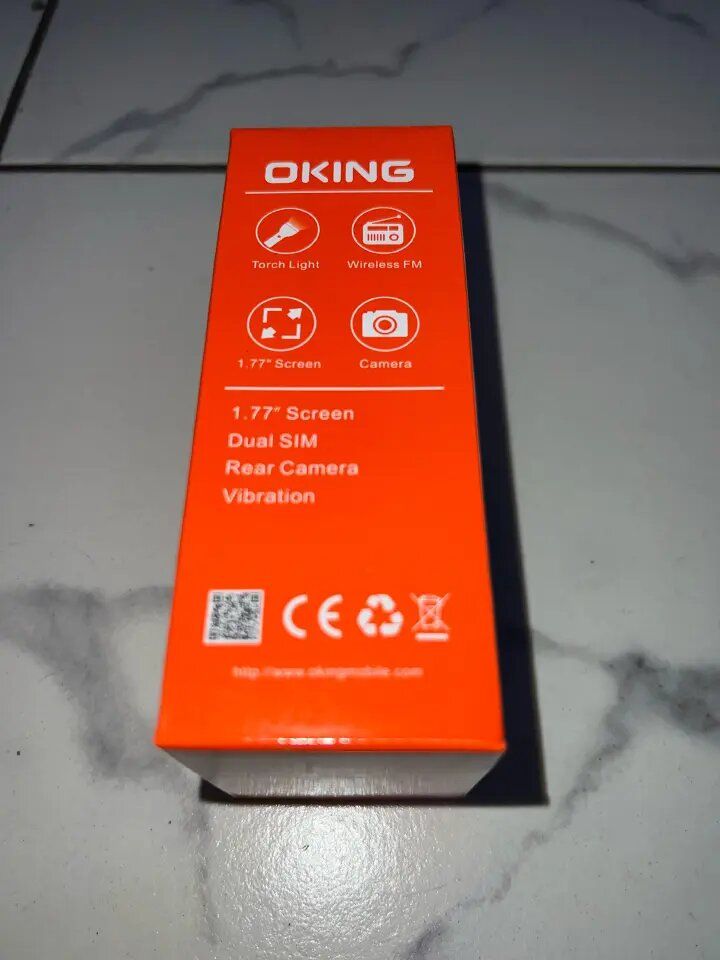 OKING
Torch Light
Wireless FM
1.77" Screen
Camera
1.77" Screen
Dual SIM
Rear Camera
Vibration
CE
http://www.okingmobile.com